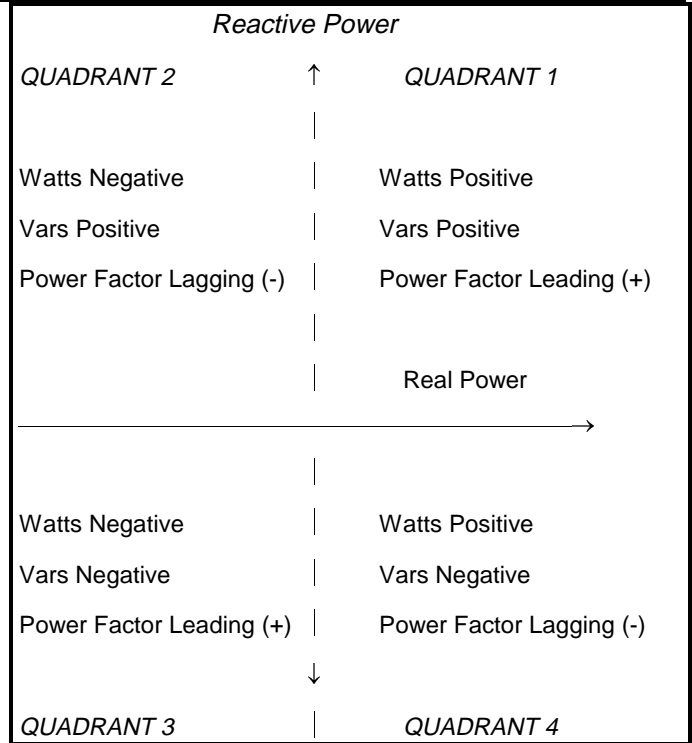 Reactive Power
QUADRANT 2 ↑ QUADRANT 1
|
Watts Negative | Watts Positive
Vars Positive | Vars Positive
Power Factor Lagging (-) | Power Factor Leading (+)
|
| Real Power
→
|
Watts Negative | Watts Positive
Vars Negative | Vars Negative
Power Factor Leading (+) | Power Factor Lagging (-)
↓
QUADRANT 3 | QUADRANT 4